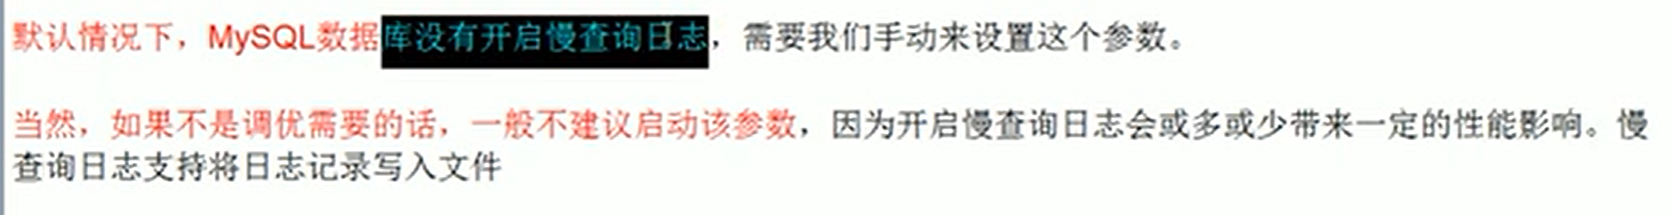 默认情况下，MySQL数据库没有开启慢查询日志，需要我们手动来设置这个参数。
当然，如果不是调优需要的话，一般不建议启动该参数，因为开启慢查询日志会或多或少带来一定的性能影响。慢
查询日志支持将日志记录写入文件